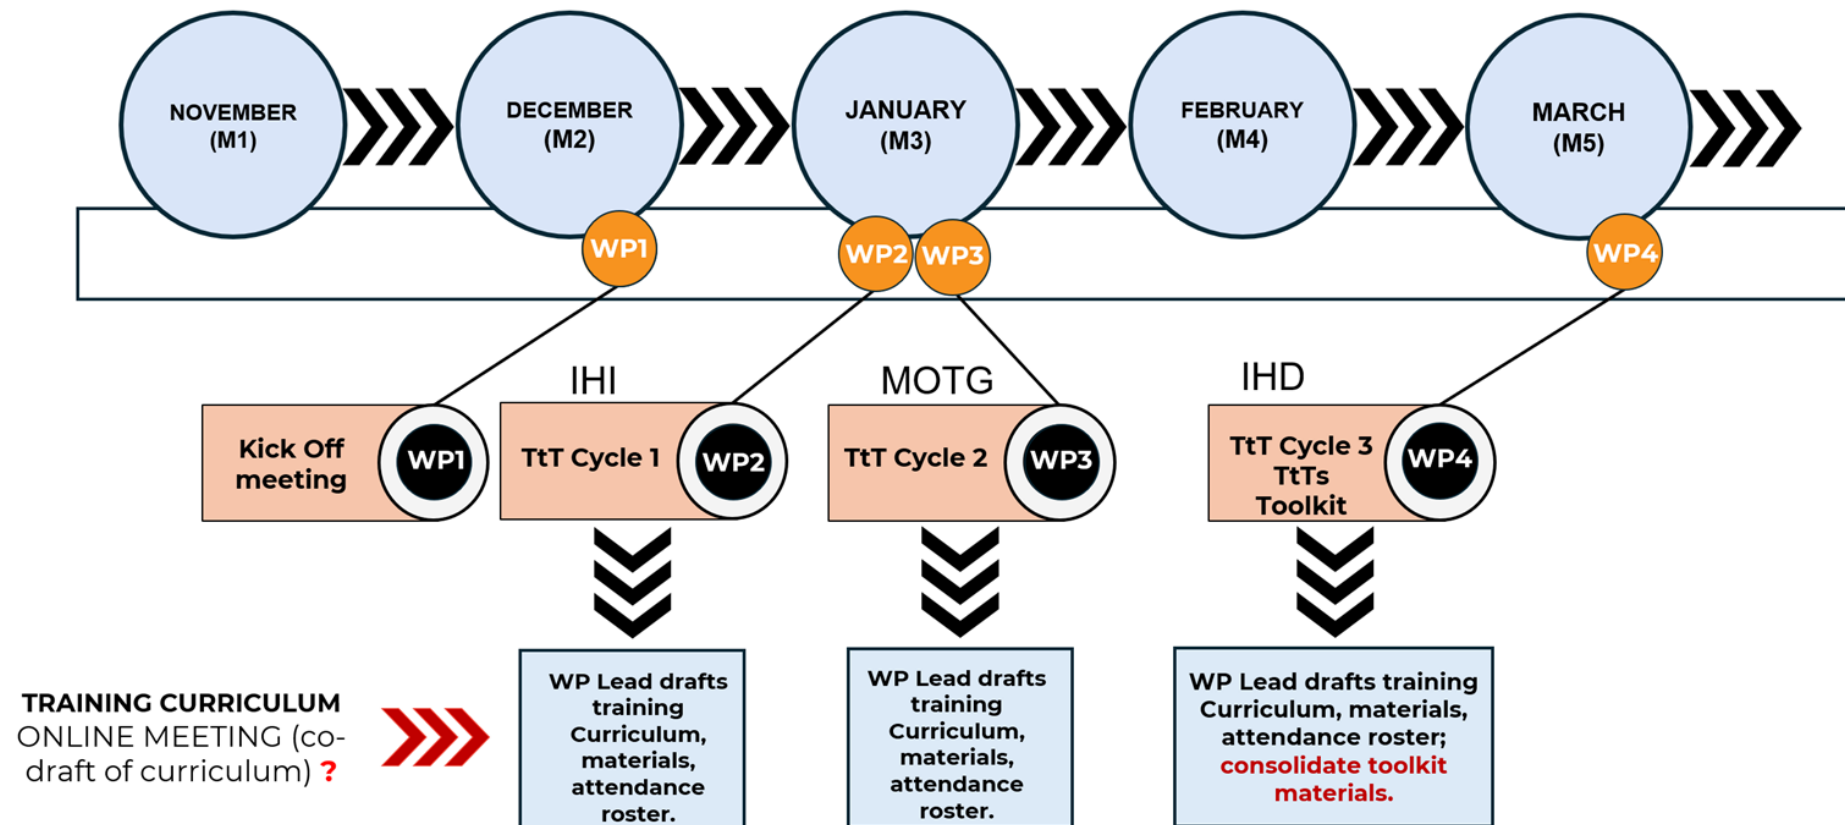 NOVEMBER
(M1)
DECEMBER
(M2)
JANUARY
(M3)
FEBRUARY
(M4)
MARCH
(M5)
WP1
WP2
WP3
WP4
IHI
MOTG
IHD
Kick Off
meeting
WP1
TtT Cycle 1
WP2
TtT Cycle 2
WP3
TtT Cycle 3
TtTs
Toolkit
WP4
TRAINING CURRICULUM
ONLINE MEETING (co-
draft of curriculum) ?
WP Lead drafts
training
Curriculum,
materials,
attendance
roster.
WP Lead drafts
training
Curriculum,
materials,
attendance
roster.
WP Lead drafts training
Curriculum, materials,
attendance roster;
consolidate toolkit
materials.